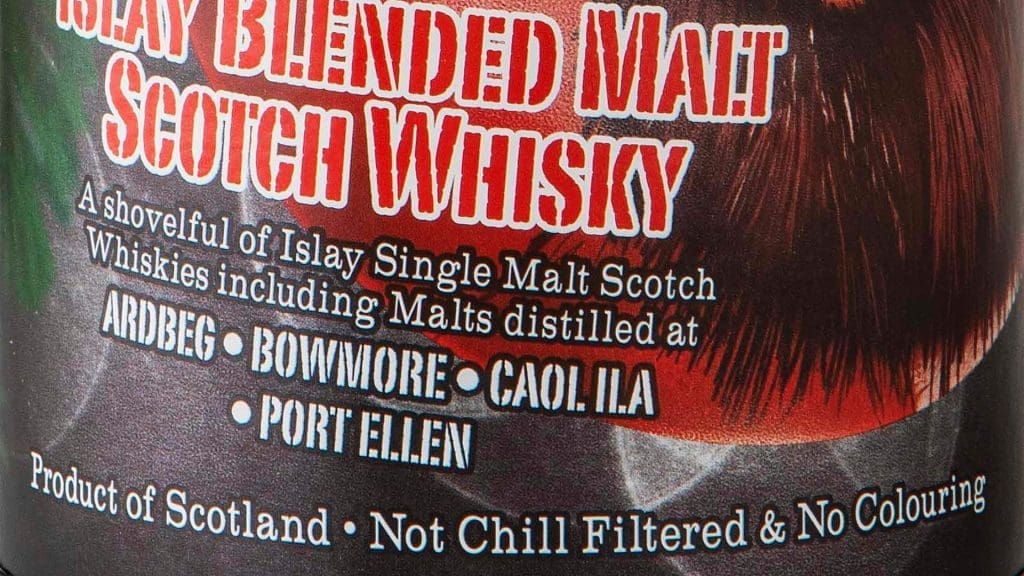 ISLAY BLENDED MALT
SCOTCH WHISKY
A shovelful of Islay Single Malt Scotch
Whiskies including Malts distilled at
ARDBEG • BOWMORE • CAOL ILA
• PORT ELLEN
Product of Scotland • Not Chill Filtered & No Colouring